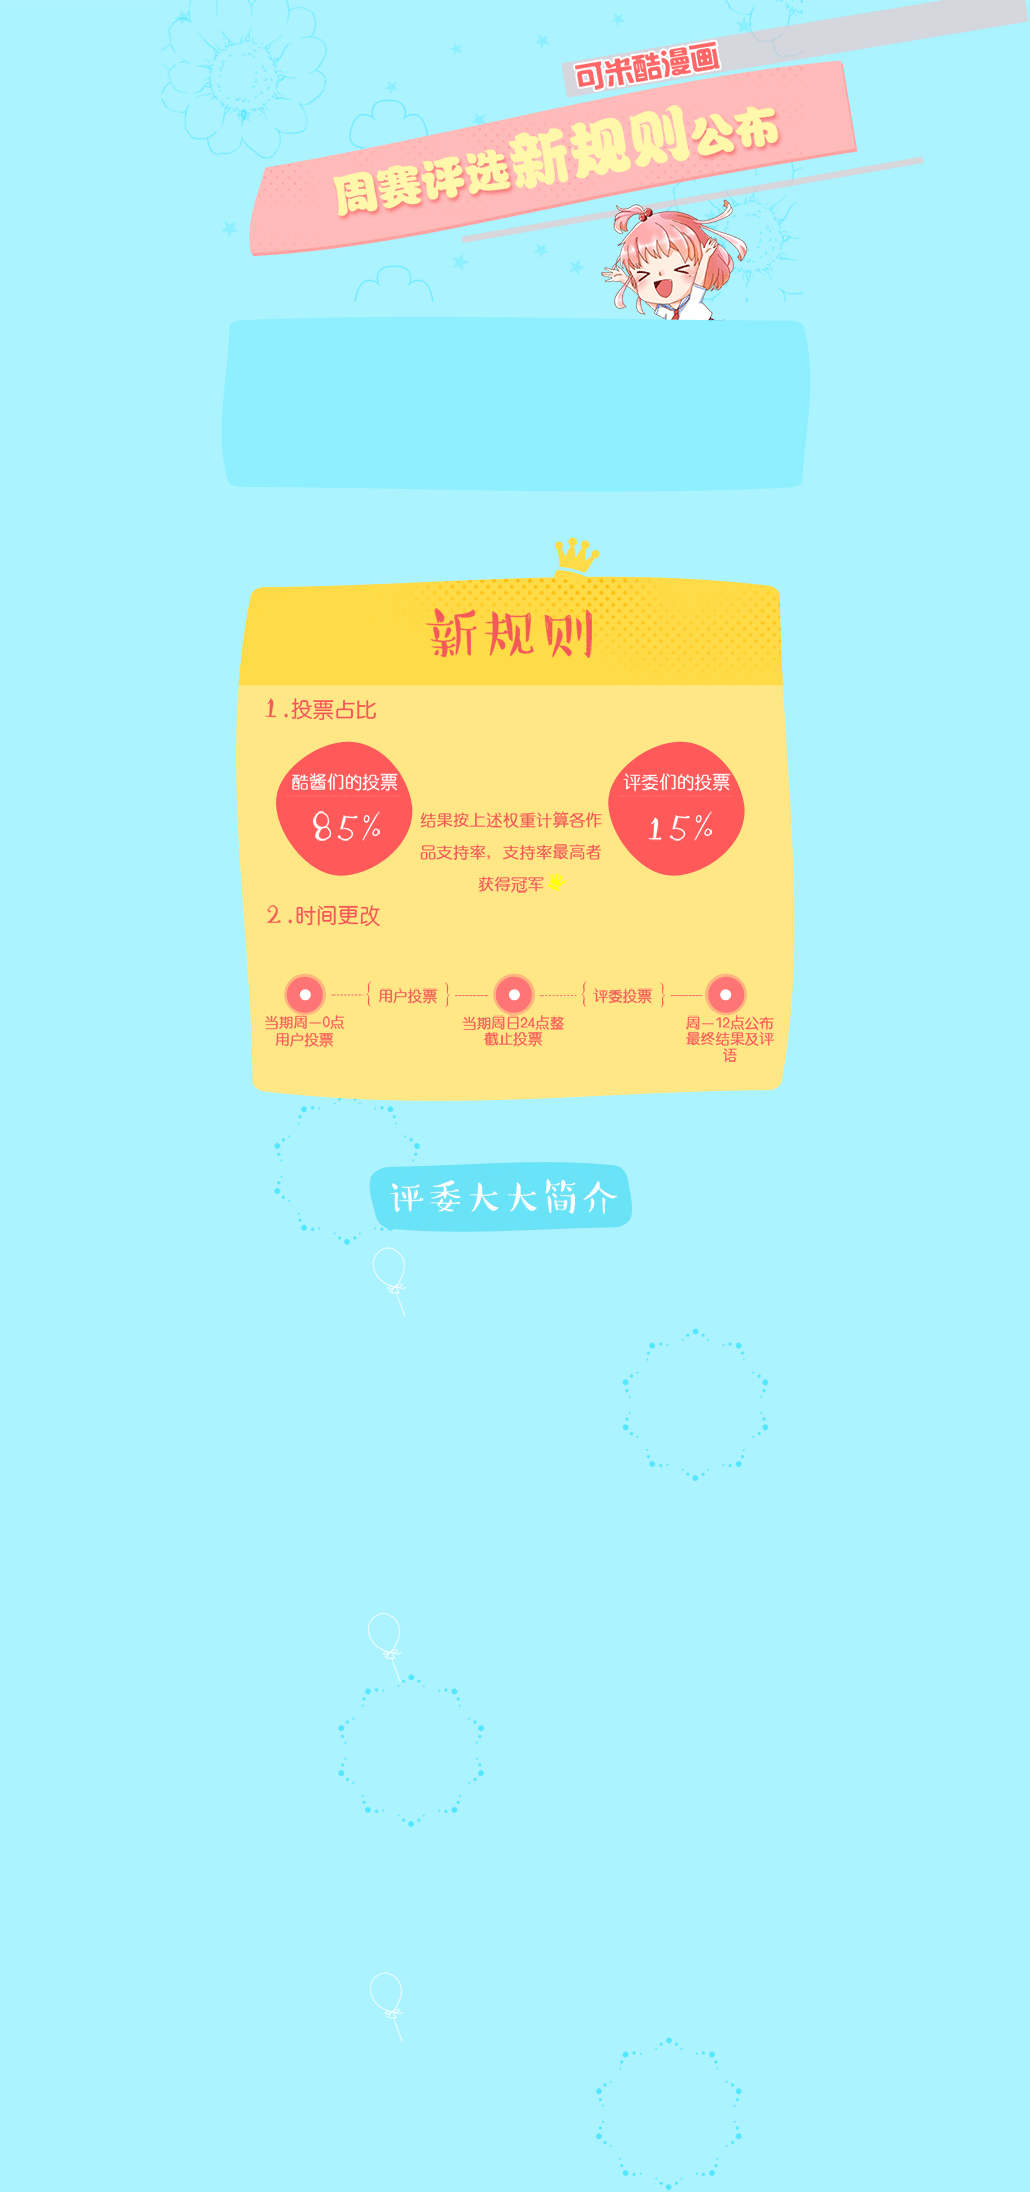 可米酷漫画
周赛评选新规则公布
新规则
1.投票占比
酷酱们的投票
85%
结果按上述权重计算各作
品支持率，支持率最高者
获得冠军
评委们的投票
15%
2.时间更改
用户投票
评委投票
当期周一0点
用户投票
当期周日24点整
截止投票
周一12点公布
最终结果及评
语
评委大大简介